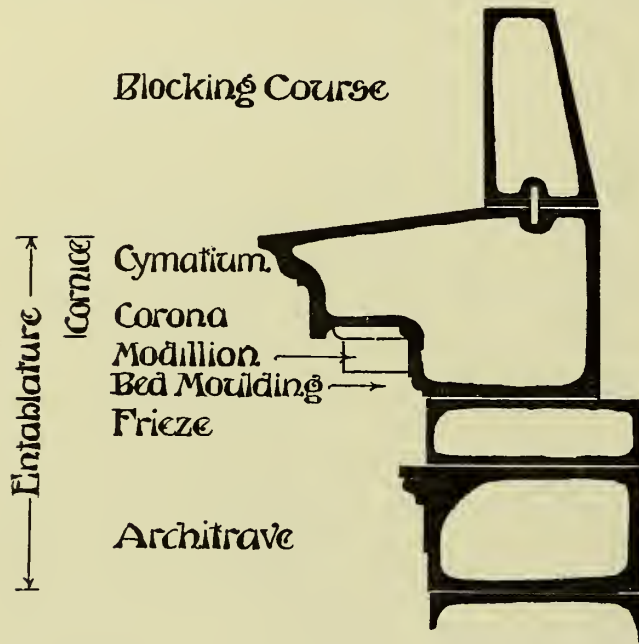 Blocking Course
Entablature
Cornice
Cymatium
Corona
Modillion
Bed Moulding
Frieze
Architrave